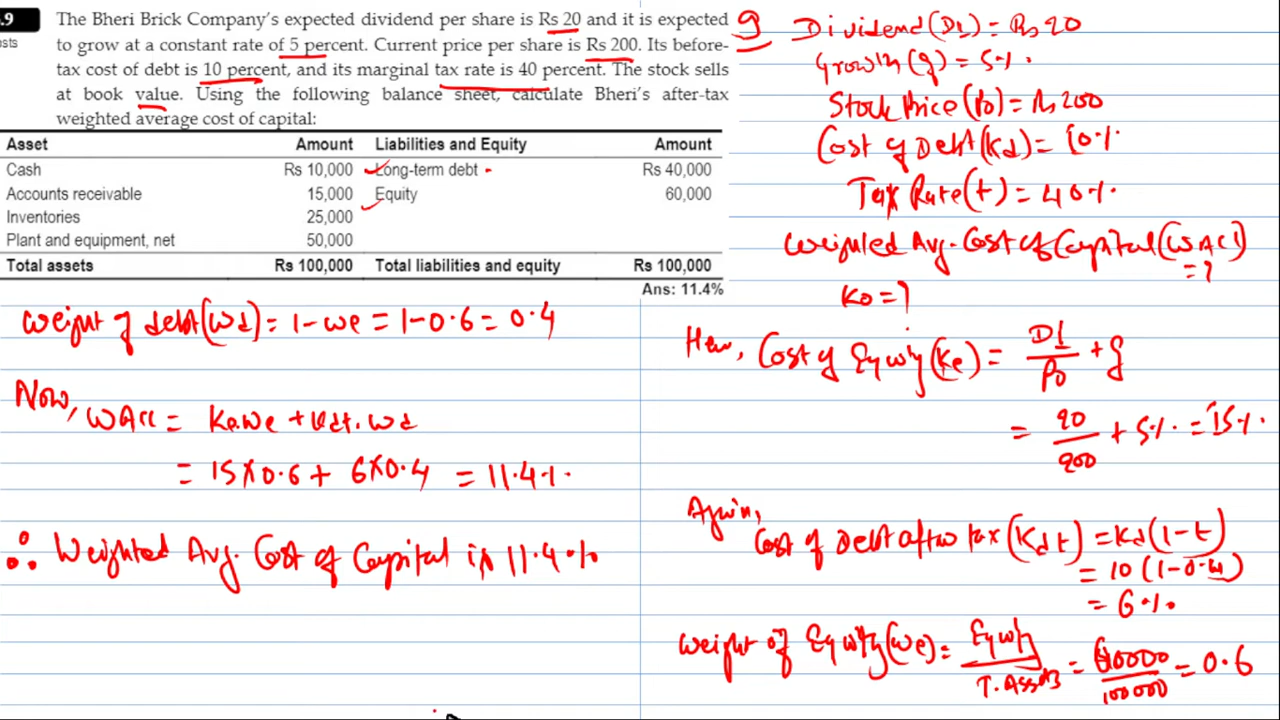 .9
osts
The Bheri Brick Company's expected dividend per share is Rs 20 and it is expected
to grow at a constant rate of 5 percent. Current price per share is Rs 200. Its before-
tax cost of debt is 10 percent, and its marginal tax rate is 40 percent. The stock sells
at book value. Using the following balance sheet, calculate Bheri's after-tax
weighted average cost of capital:
Asset Amount Liabilities and Equity Amount
Cash Rs 10,000 Long-term debt Rs 40,000
Accounts receivable 15,000 Equity 60,000
Inventories 25,000
Plant and equipment, net 50,000
Total assets Rs 100,000 Total liabilities and equity Rs 100,000
Ans: 11.4%
9 Dividend (D1) = Rs 20
Growth (g) = 5%.
Stock Price (P0) = Rs 200
Cost of Debt (Kd) = 10%
Tax Rate (t) = 40%.
Weighted Avg. Cost of Capital (WACC)
= ?
Ko = ?
Here, Cost of Equity (Ke) = D1/P0 + g
= 20/200 + 5%. = 15%.
Again,
Cost of Debt after tax (Kdt) = Kd (1 - t)
= 10 (1 - 0.4)
= 6%
Weight of Equity (We) = Equity/T. Assets = 60000/100000 = 0.6
Weight of debt (Wd) = 1 - We = 1 - 0.6 = 0.4
Now,
WACC = Ke.We + Kdt.Wd
= 15 × 0.6 + 6 × 0.4 = 11.4%.
∴ Weighted Avg. Cost of Capital is 11.4%